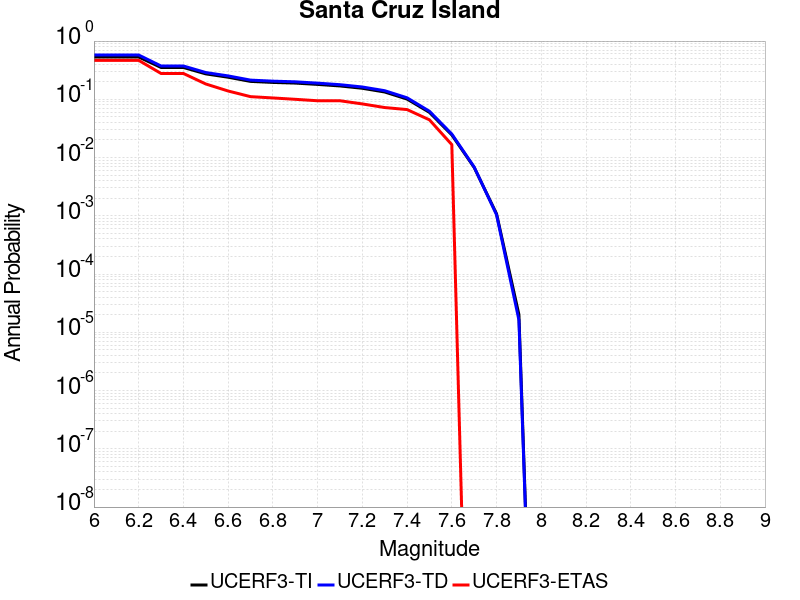 Santa Cruz Island
10^0
10^-1
10^-2
10^-3
10^-4
10^-5
10^-6
10^-7
10^-8
Annual Probability
6 6.2 6.4 6.6 6.8 7 7.2 7.4 7.6 7.8 8 8.2 8.4 8.6 8.8 9
Magnitude
UCERF3-TI UCERF3-TD UCERF3-ETAS